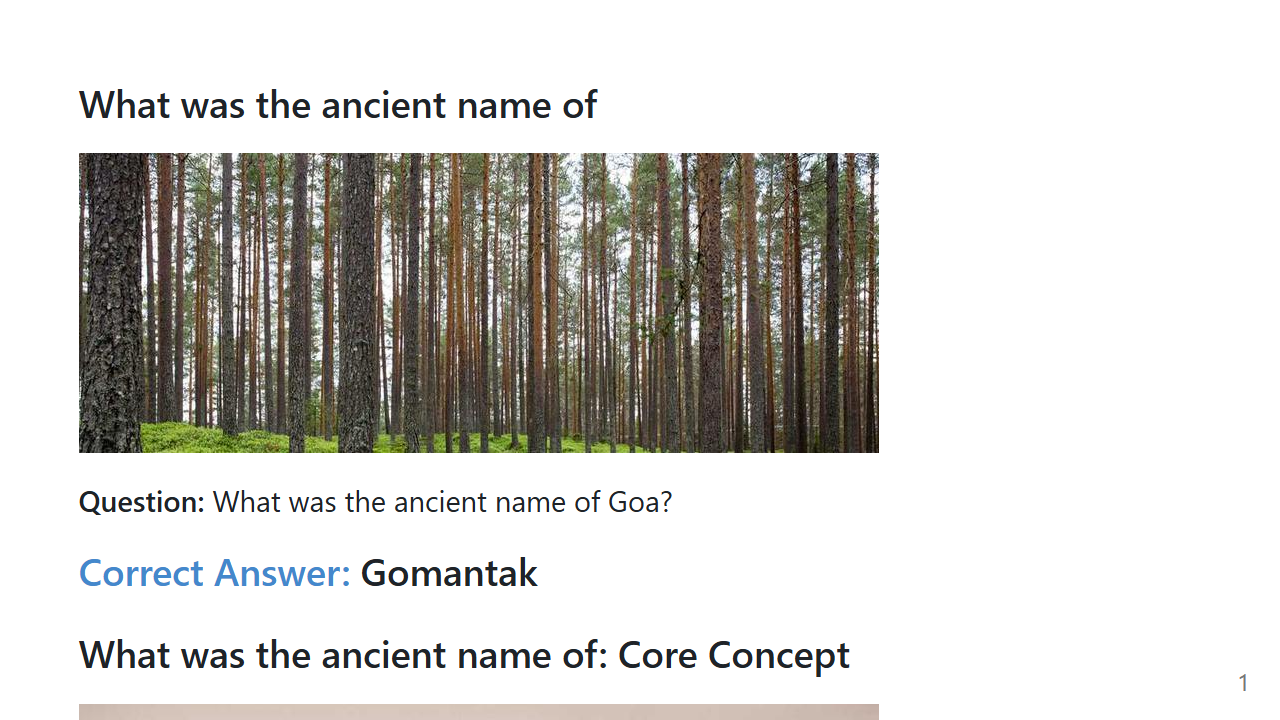 What was the ancient name of
Question: What was the ancient name of Goa?
Correct Answer: Gomantak
What was the ancient name of: Core Concept
1